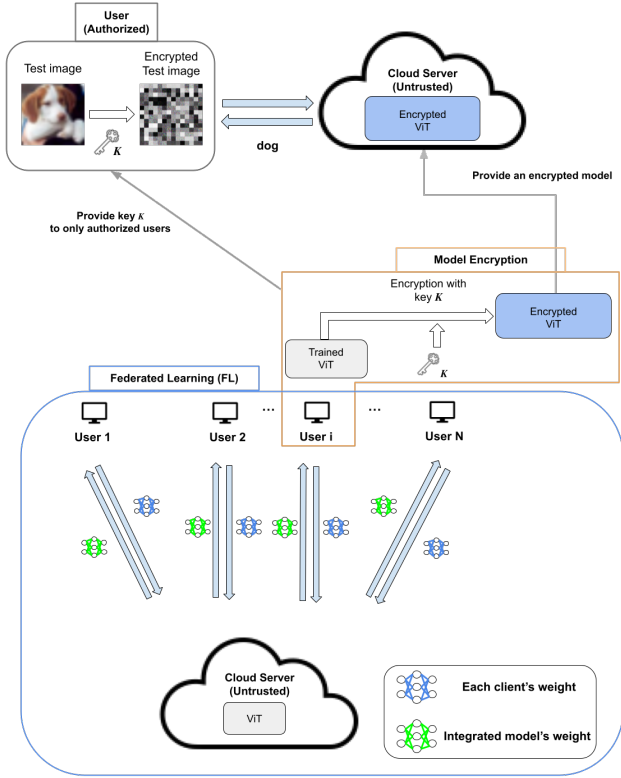 User
(Authorized)
Test image
Encrypted
Test image
K
dog
Cloud Server
(Untrusted)
Encrypted
ViT
Provide an encrypted model
Provide key K
to only authorized users
Model Encryption
Encryption with
key K
Encrypted
ViT
Trained
ViT
K
Federated Learning (FL)
... ...
User 1 User 2 User i User N
Cloud Server
(Untrusted)
ViT
Each client's weight
Integrated model's weight